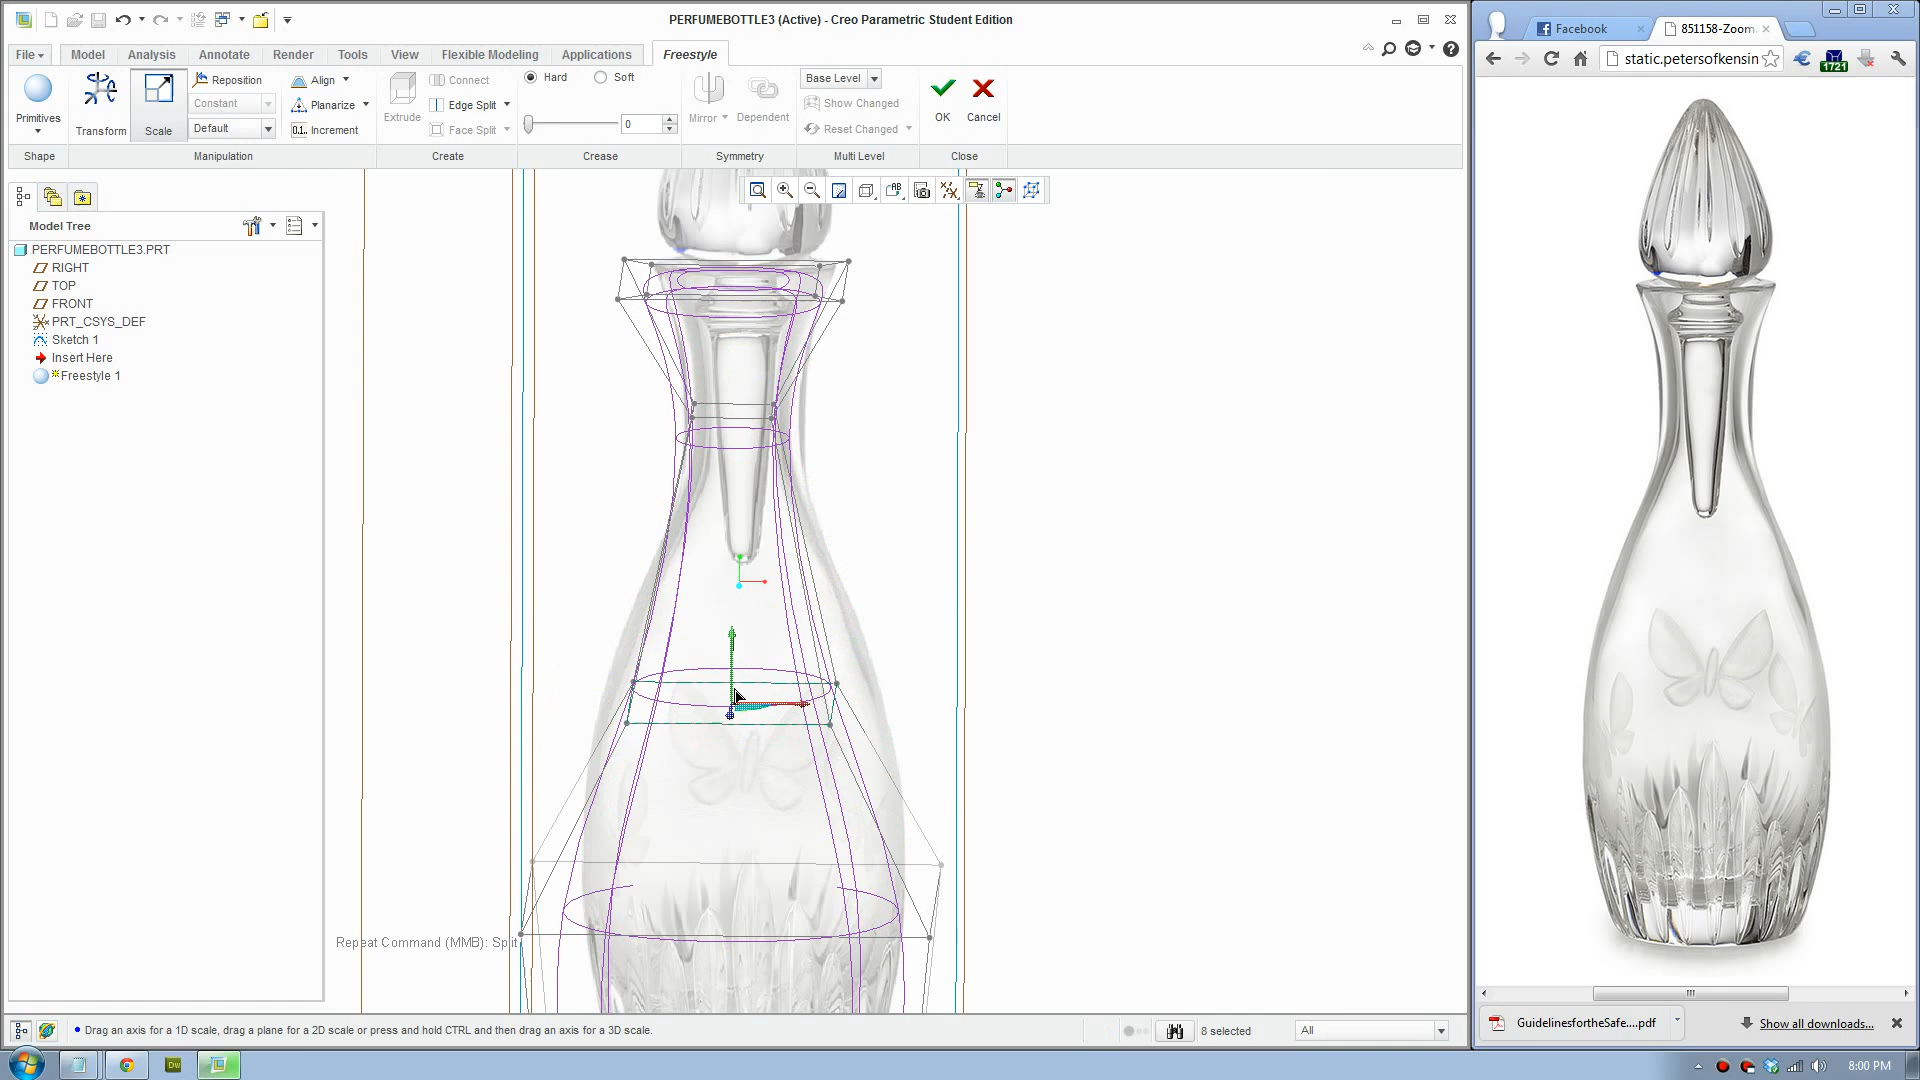 PERFUMEBOTTLE3 (Active) - Creo Parametric Student Edition
File
Model
Analysis
Annotate
Render
Tools
View
Flexible Modeling
Applications
Freestyle
Primitives
Transform
Scale
Reposition
Constant
Default
Align
Planarize
0.1.. Increment
Extrude
Connect
Edge Split
Face Split
Hard
Soft
0
Mirror
Dependent
Base Level
Show Changed
Reset Changed
OK
Cancel
Shape
Manipulation
Create
Crease
Symmetry
Multi Level
Close
Model Tree
PERFUMEBOTTLE3.PRT
RIGHT
TOP
FRONT
PRT_CSYS_DEF
Sketch 1
Insert Here
Freestyle 1
Repeat Command (MMB): Split
Drag an axis for a 1D scale, drag a plane for a 2D scale or press and hold CTRL and then drag an axis for a 3D scale.
8 selected
All
Facebook
851158-Zoom
static.petersofkensin
1721
GuidelinesfortheSafe....pdf
Show all downloads...
Dw
8:00 PM